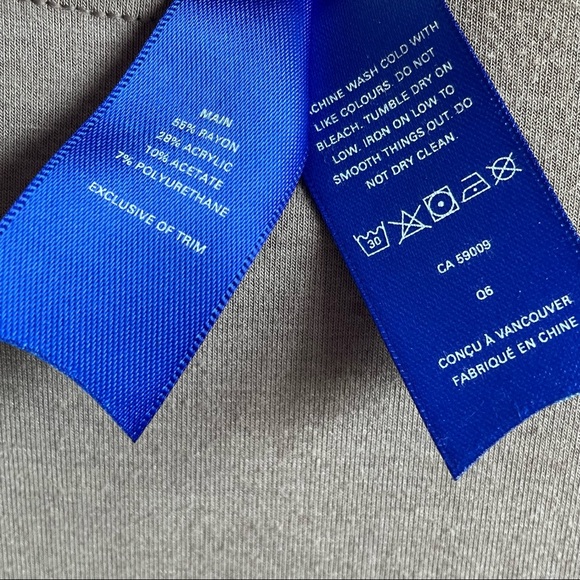 MAIN
55% RAYON
28% ACRYLIC
10% ACETATE
7% POLYURETHANE
EXCLUSIVE OF TRIM
CHINE WASH COLD WITH
LIKE COLOURS. DO NOT
BLEACH. TUMBLE DRY ON
LOW. IRON ON LOW TO
SMOOTH THINGS OUT. DO
NOT DRY CLEAN.
30
CA 59009
Q6
CONÇU À VANCOUVER
FABRIQUÉ EN CHINE